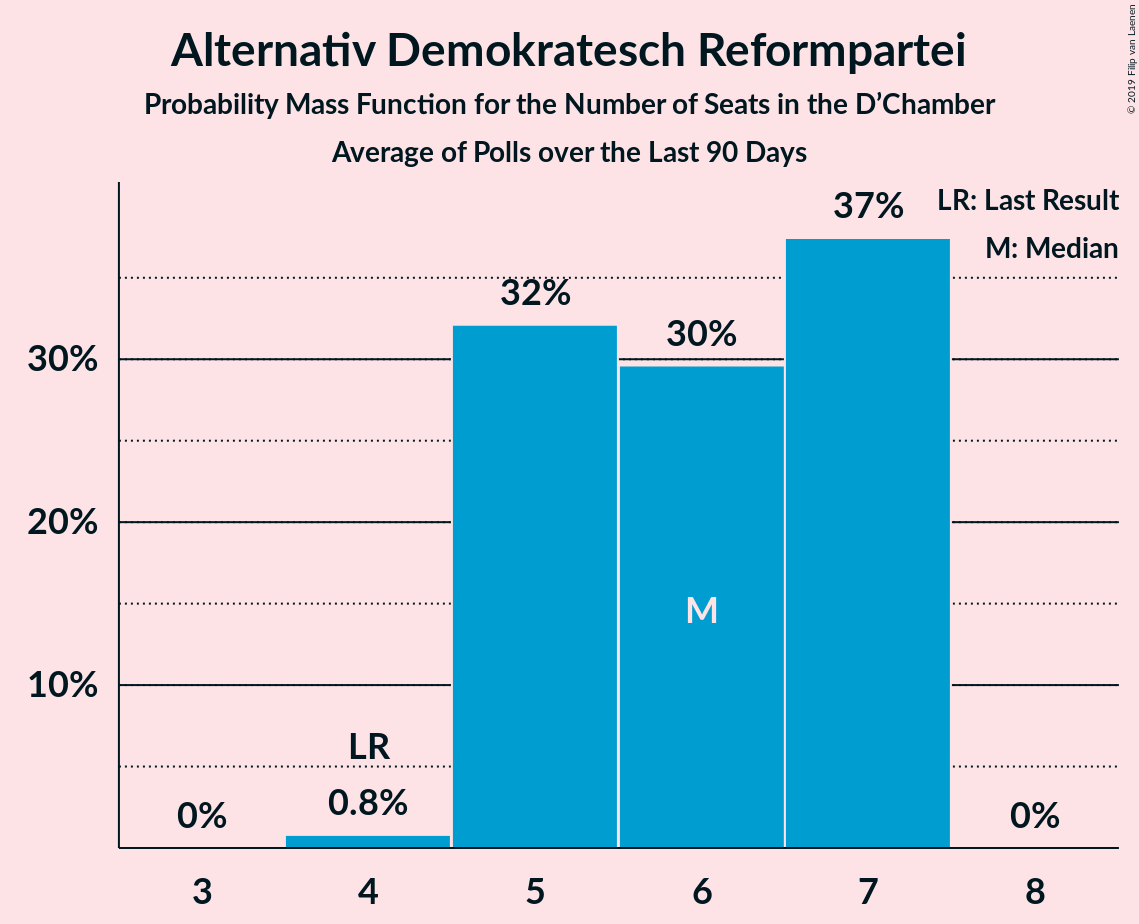 Alternativ Demokratesch Reformpartei
Probability Mass Function for the Number of Seats in the D’Chamber
Average of Polls over the Last 90 Days
© 2019 Filip van Laenen
LR: Last Result
M: Median
37%
32%
30%
30%
20%
10%
M
LR
0.8%
0%
0%
3 4 5 6 7 8